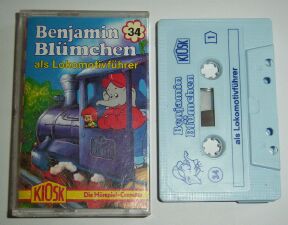 Benjamin
Blümchen
34
als Lokomotivführer
KIOSK
Die Hörspiel-Cassette
KIOSK
1
Benjamin
Blümchen
als Lokomotivführer
34